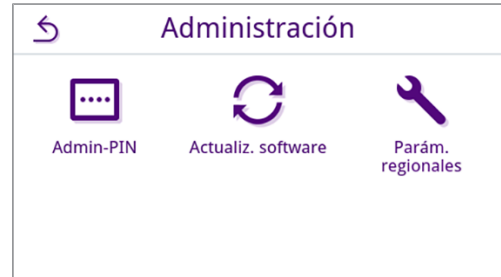 Administración
Admin-PIN
Actualiz. software
Parám.
regionales